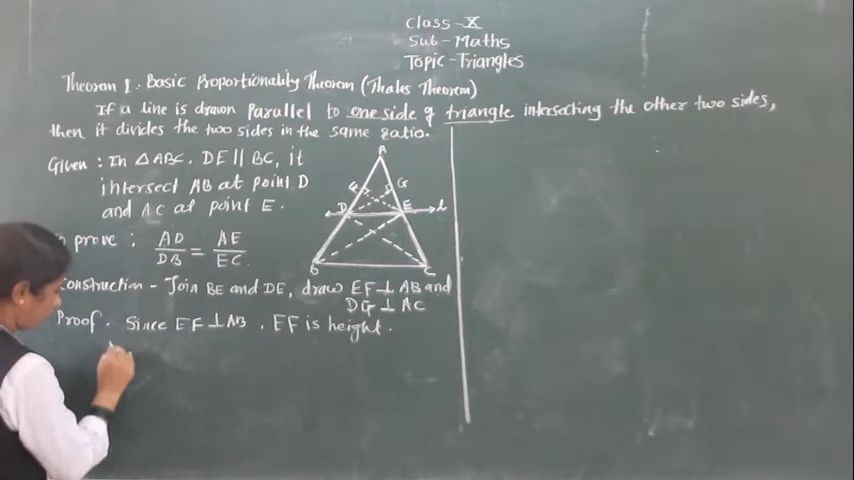 Class-X
Sub-Maths
Topic-Triangles
Theorem 1. Basic Proportionality Theorem (Thales Theorem)
If a line is drawn Parallel to one side of triangle intersecting the other two sides,
then it divides the two sides in the same ratio.
Given : In △ABC, DE || BC, it
intersect AB at point D
and AC at point E.
prove : AD/DB = AE/EC
A
F G
D E l
B C
Construction - Join BE and DE, draw EF ⊥ AB and
DG ⊥ AC
Proof. Since EF ⊥ AB, EF is height.